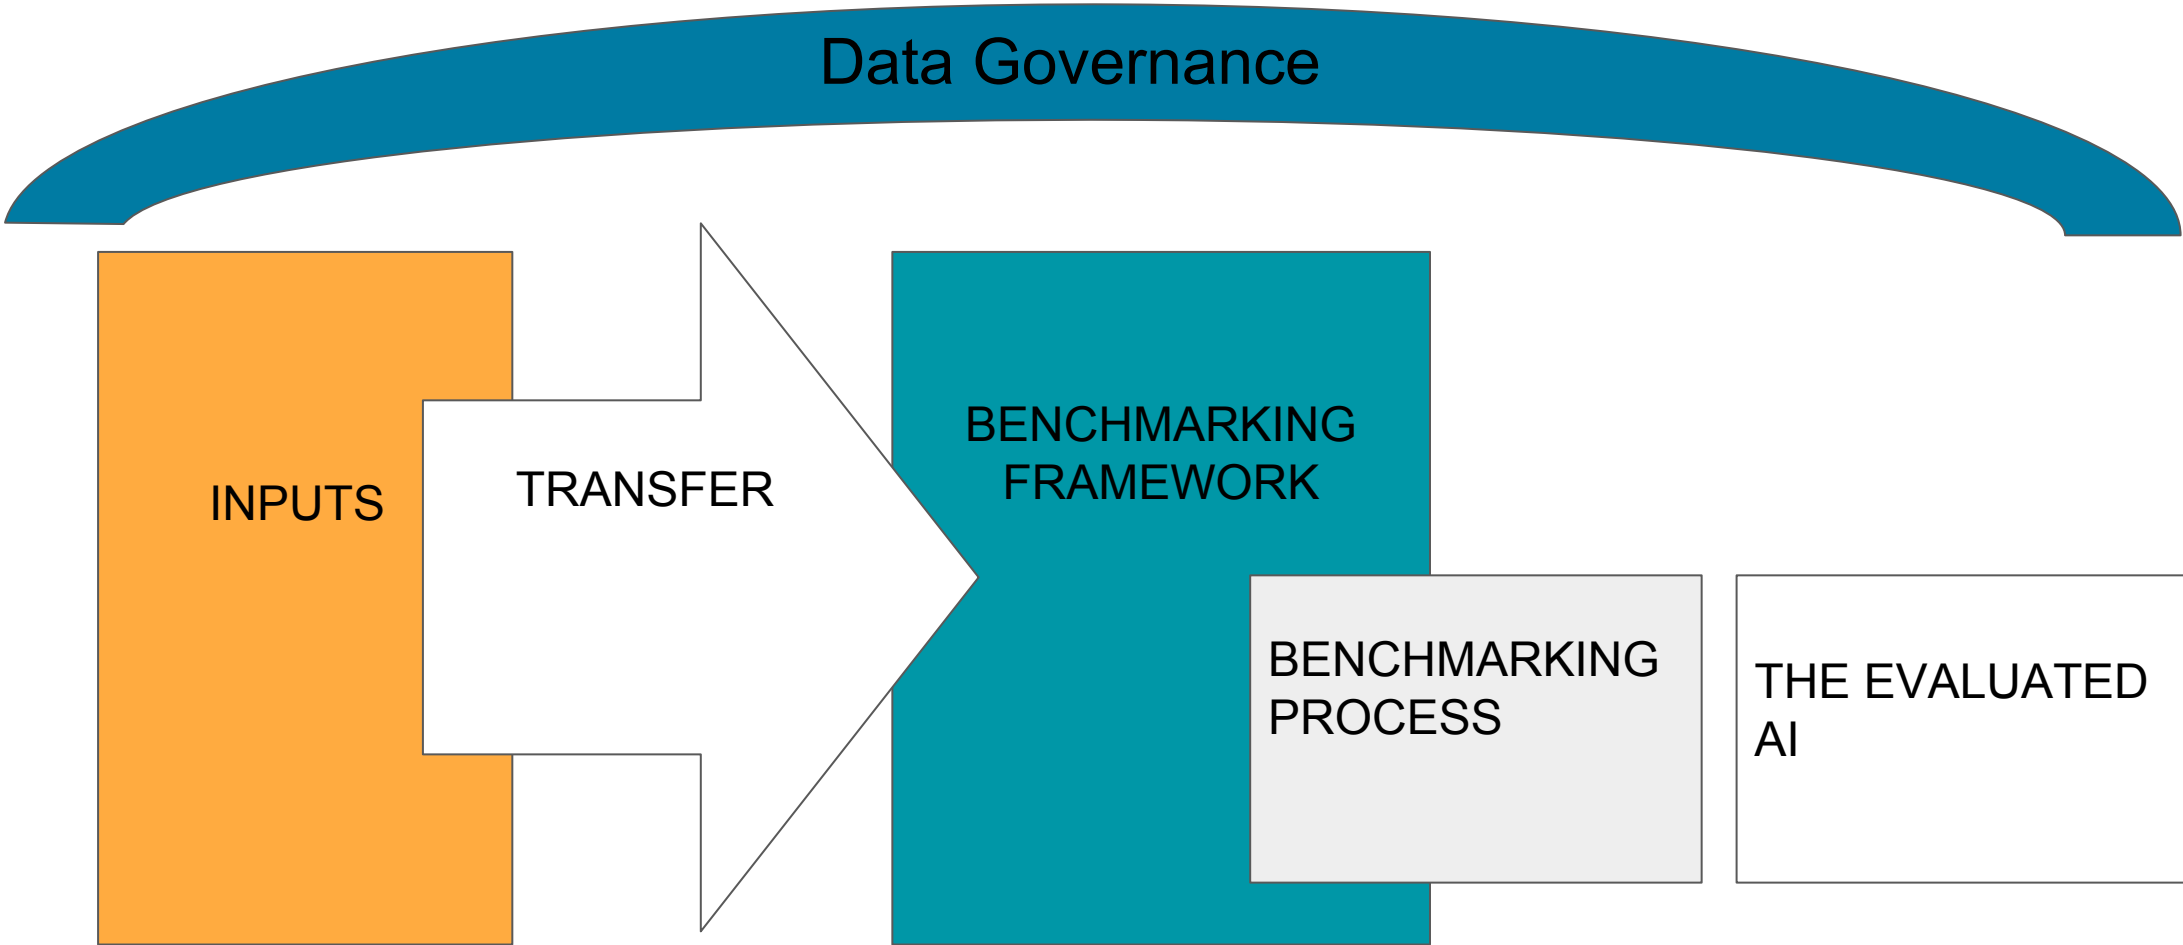 Data Governance
INPUTS
TRANSFER
BENCHMARKING
FRAMEWORK
BENCHMARKING
PROCESS
THE EVALUATED
AI